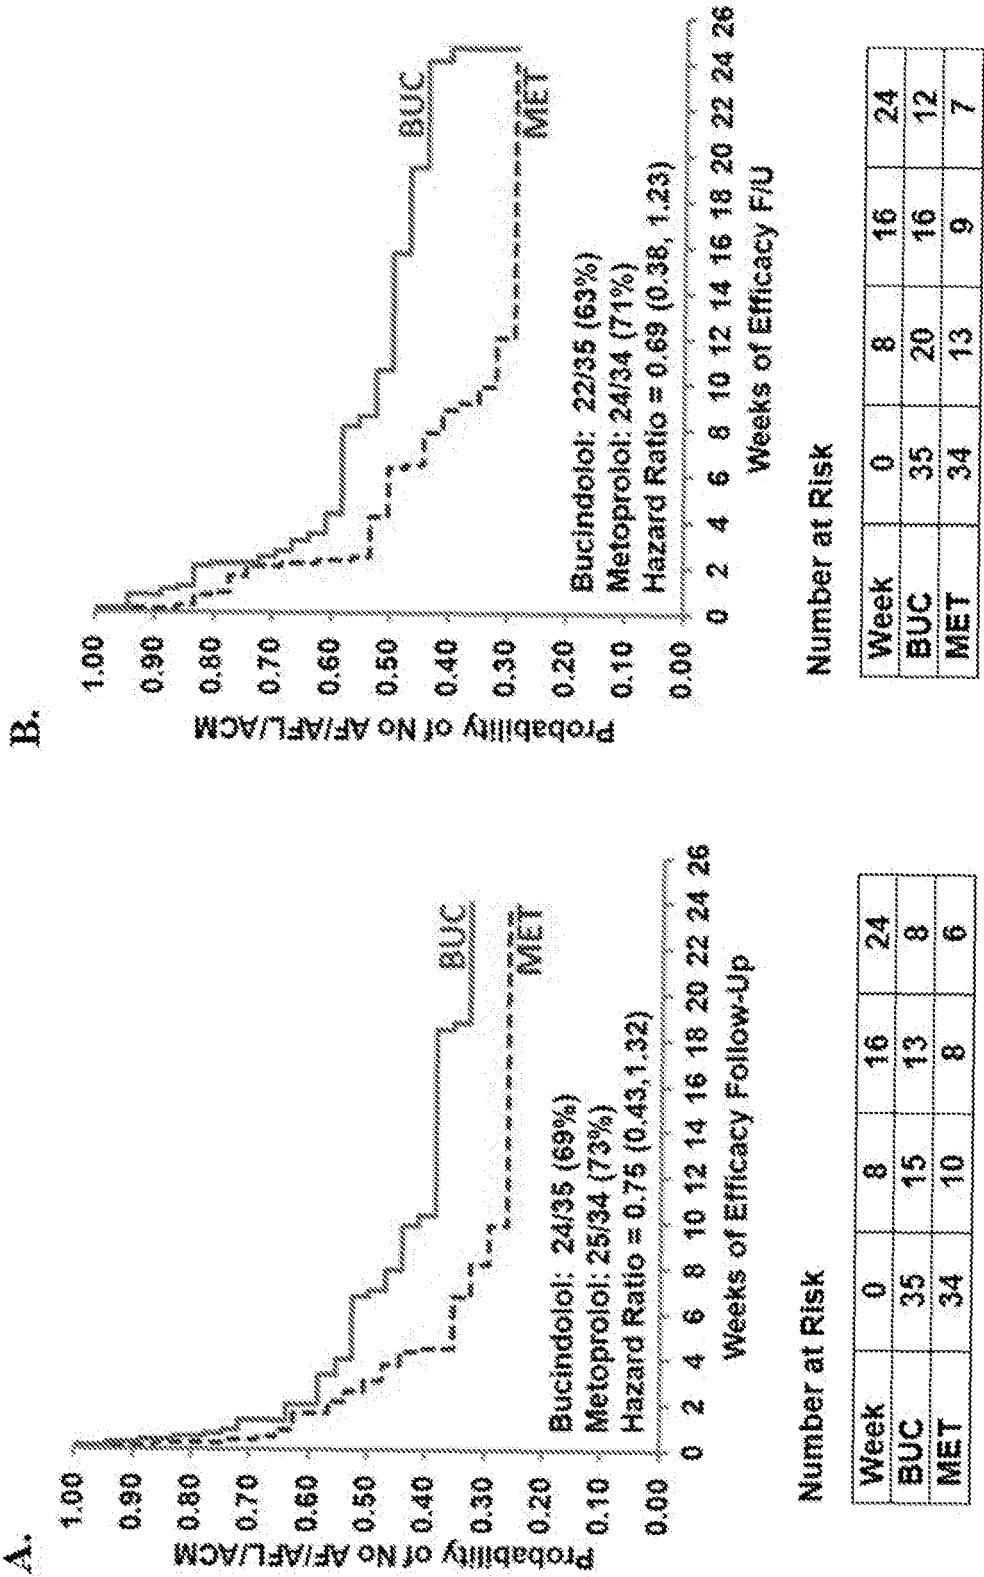 A.
Probability of No AF/AFL/ACM
1.00
0.90
0.80
0.70
0.60
0.50
0.40
0.30
0.20
0.10
0.00
BUC
MET
Bucindolol: 24/35 (69%)
Metoprolol: 25/34 (73%)
Hazard Ratio = 0.75 (0.43,1.32)
0 2 4 6 8 10 12 14 16 18 20 22 24 26
Weeks of Efficacy Follow-Up
Number at Risk
Week 0 8 16 24
BUC 35 15 13 8
MET 34 10 8 6
B.
Probability of No AF/AFL/ACM
1.00
0.90
0.80
0.70
0.60
0.50
0.40
0.30
0.20
0.10
0.00
BUC
MET
Bucindolol: 22/35 (63%)
Metoprolol: 24/34 (71%)
Hazard Ratio = 0.69 (0.38, 1.23)
0 2 4 6 8 10 12 14 16 18 20 22 24 26
Weeks of Efficacy F/U
Number at Risk
Week 0 8 16 24
BUC 35 20 16 12
MET 34 13 9 7